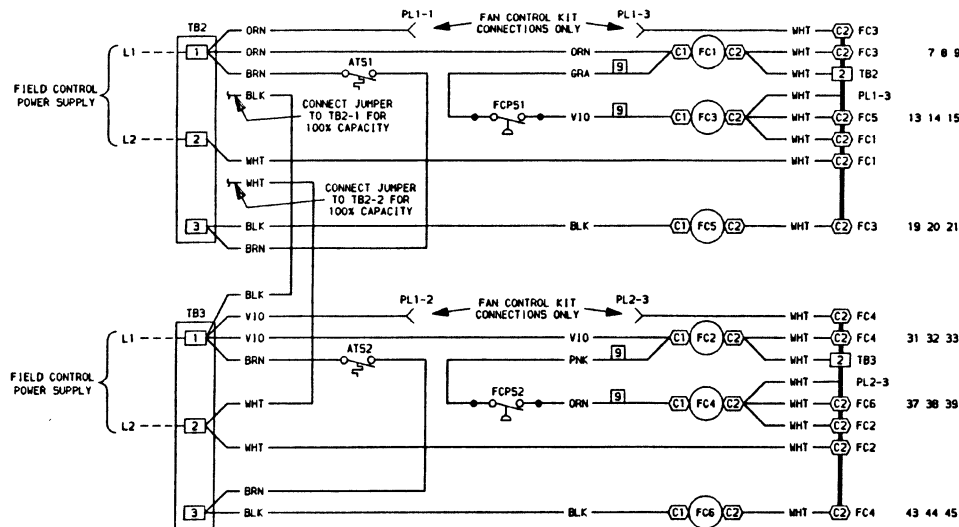 PL1-1 FAN CONTROL KIT CONNECTIONS ONLY PL1-3
TB2 ORN WHT C2 FC3
L1 1 ORN ORN C1 FC1 C2 WHT C2 FC3 7 8 9
BRN ATS1 GRA 9 WHT 2 TB2
FIELD CONTROL POWER SUPPLY
BLK CONNECT JUMPER TO TB2-1 FOR 100% CAPACITY
WHT PL1-3
FCPS1 VIO 9 C1 FC3 C2 WHT C2 FC5 13 14 15
L2 2 WHT C2 FC1
WHT WHT C2 FC1
WHT CONNECT JUMPER TO TB2-2 FOR 100% CAPACITY
3 BLK BLK C1 FC5 C2 WHT C2 FC3 19 20 21
BRN
BLK PL1-2 FAN CONTROL KIT CONNECTIONS ONLY PL2-3
TB3 VIO WHT C2 FC4
L1 1 VIO VIO C1 FC2 C2 WHT C2 FC4 31 32 33
BRN ATS2 PNK 9 WHT 2 TB3
FIELD CONTROL POWER SUPPLY
WHT PL2-3
WHT FCPS2 ORN 9 C1 FC4 C2 WHT C2 FC6 37 38 39
L2 2 WHT C2 FC2
WHT WHT C2 FC2
BRN
3 BLK BLK C1 FC6 C2 WHT C2 FC4 43 44 45